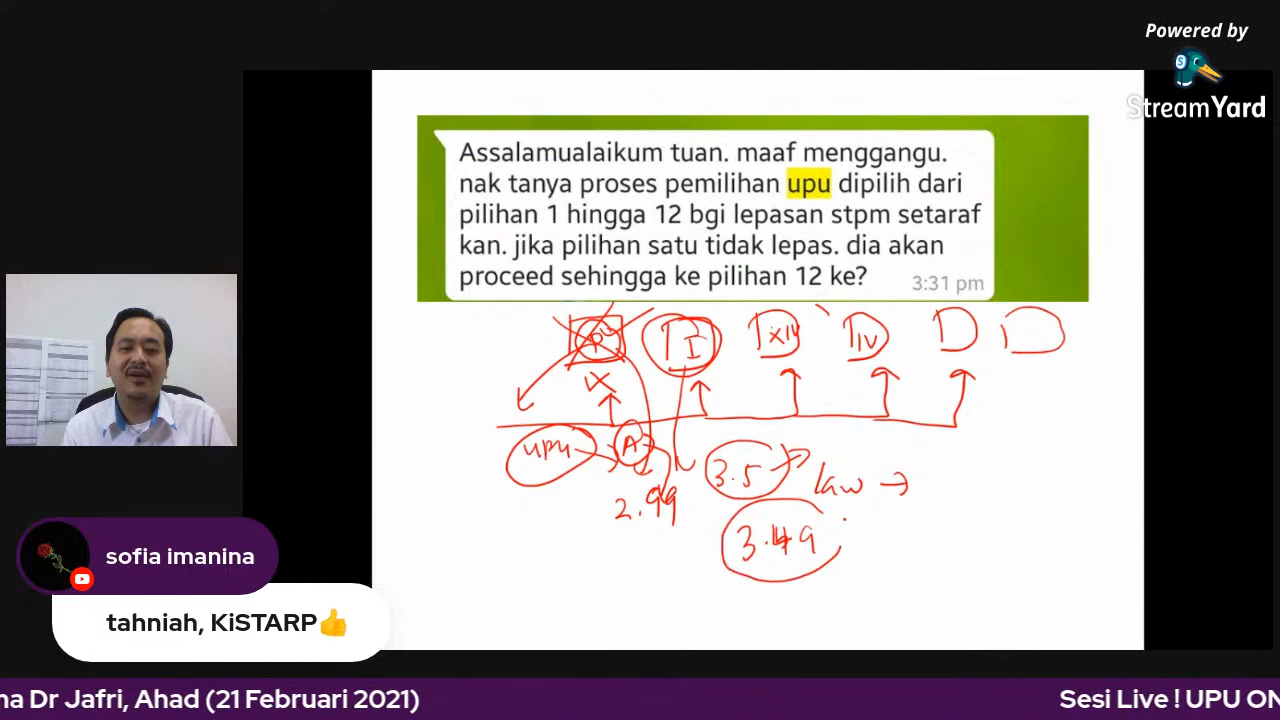 Powered by
StreamYard
Assalamualaikum tuan. maaf mengganggu.
nak tanya proses pemilihan upu dipilih dari
pilihan 1 hingga 12 bgi lepasan stpm setaraf
kan. jika pilihan satu tidak lepas. dia akan
proceed sehingga ke pilihan 12 ke?
3:31 pm
IV
upu
A
2.99
3.5
law
3.49
sofia imanina
tahniah, KiSTARP👍
na Dr Jafri, Ahad (21 Februari 2021)
Sesi Live ! UPU ON